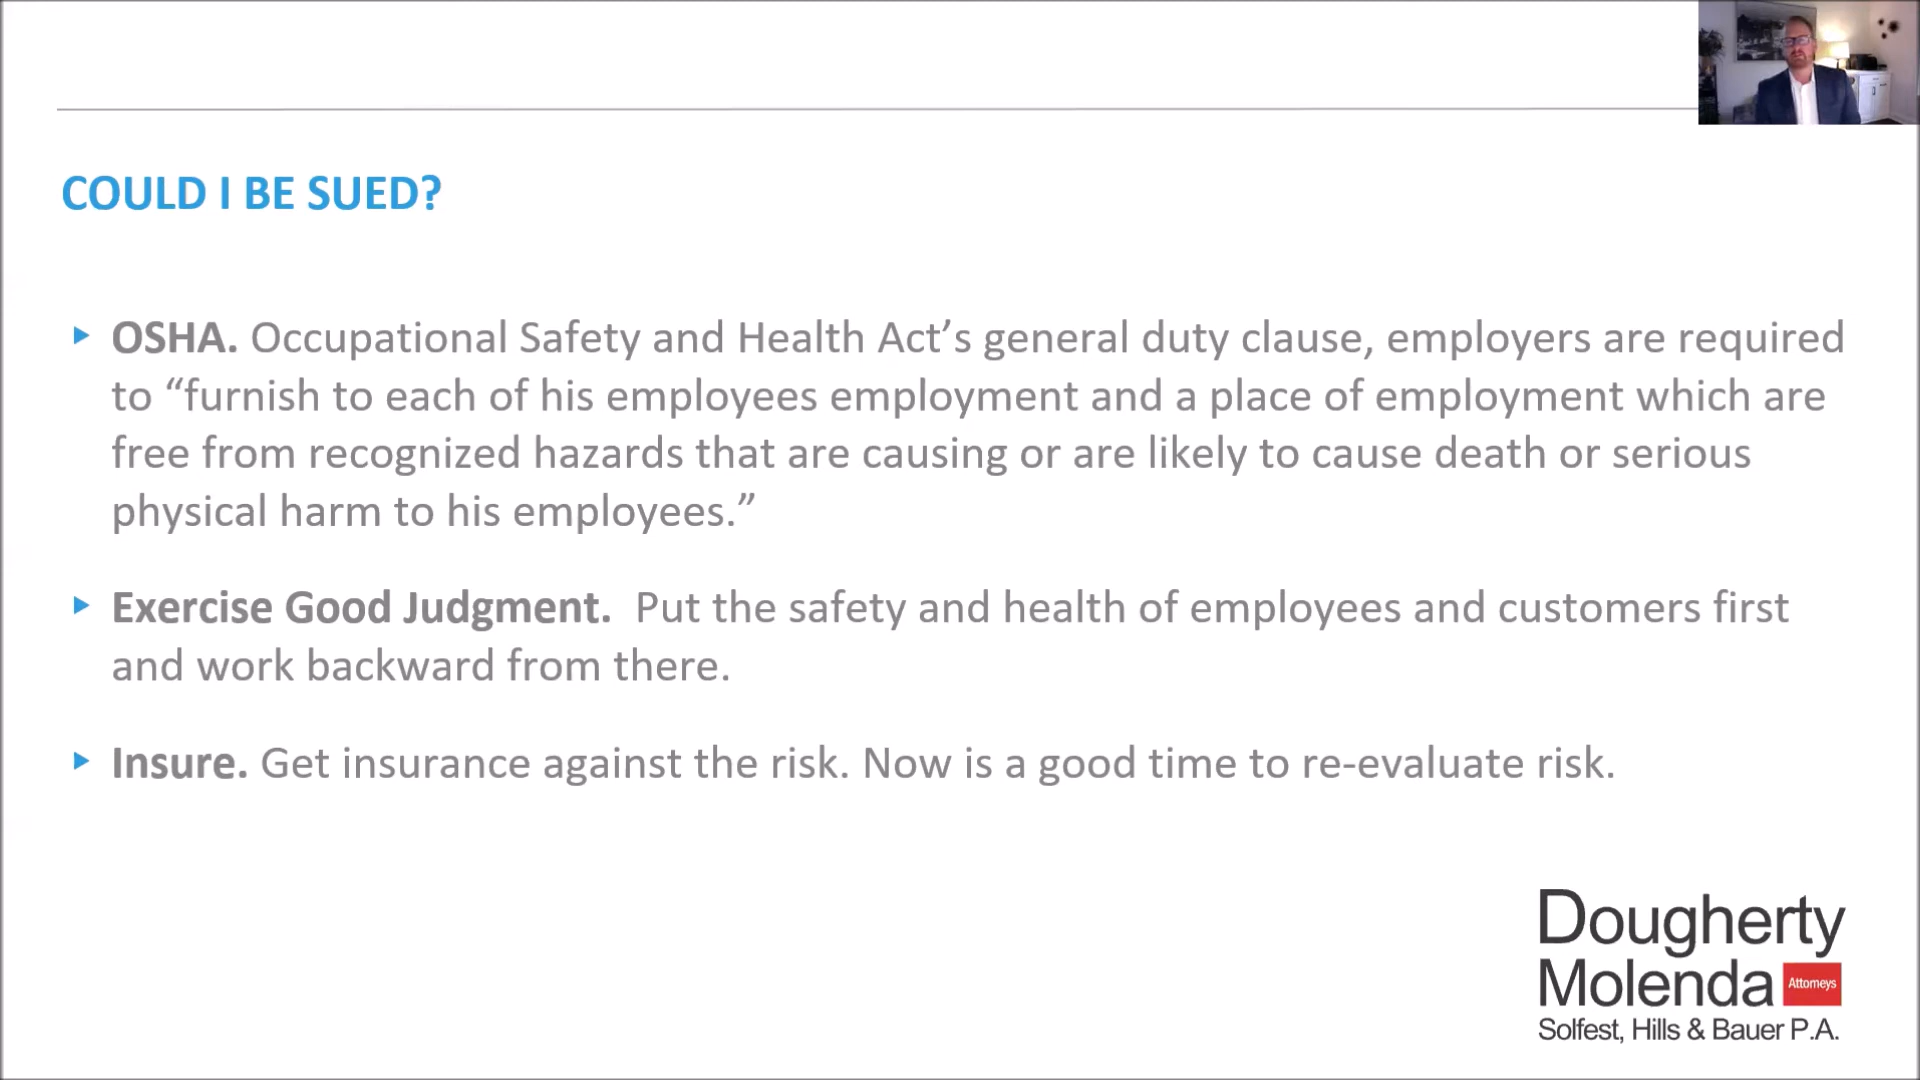 COULD I BE SUED?
OSHA. Occupational Safety and Health Act’s general duty clause, employers are required
to “furnish to each of his employees employment and a place of employment which are
free from recognized hazards that are causing or are likely to cause death or serious
physical harm to his employees.”
Exercise Good Judgment.  Put the safety and health of employees and customers first
and work backward from there.
Insure. Get insurance against the risk. Now is a good time to re-evaluate risk.
Dougherty
Molenda Attorneys
Solfest, Hills & Bauer P.A.